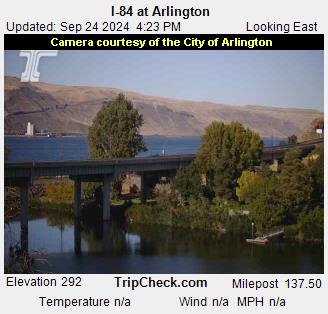 I-84 at Arlington
Updated: Sep 24 2024 4:23 PM Looking East
Camera courtesy of the City of Arlington
Elevation 292 TripCheck.com Milepost 137.50
Temperature n/a Wind n/a MPH n/a